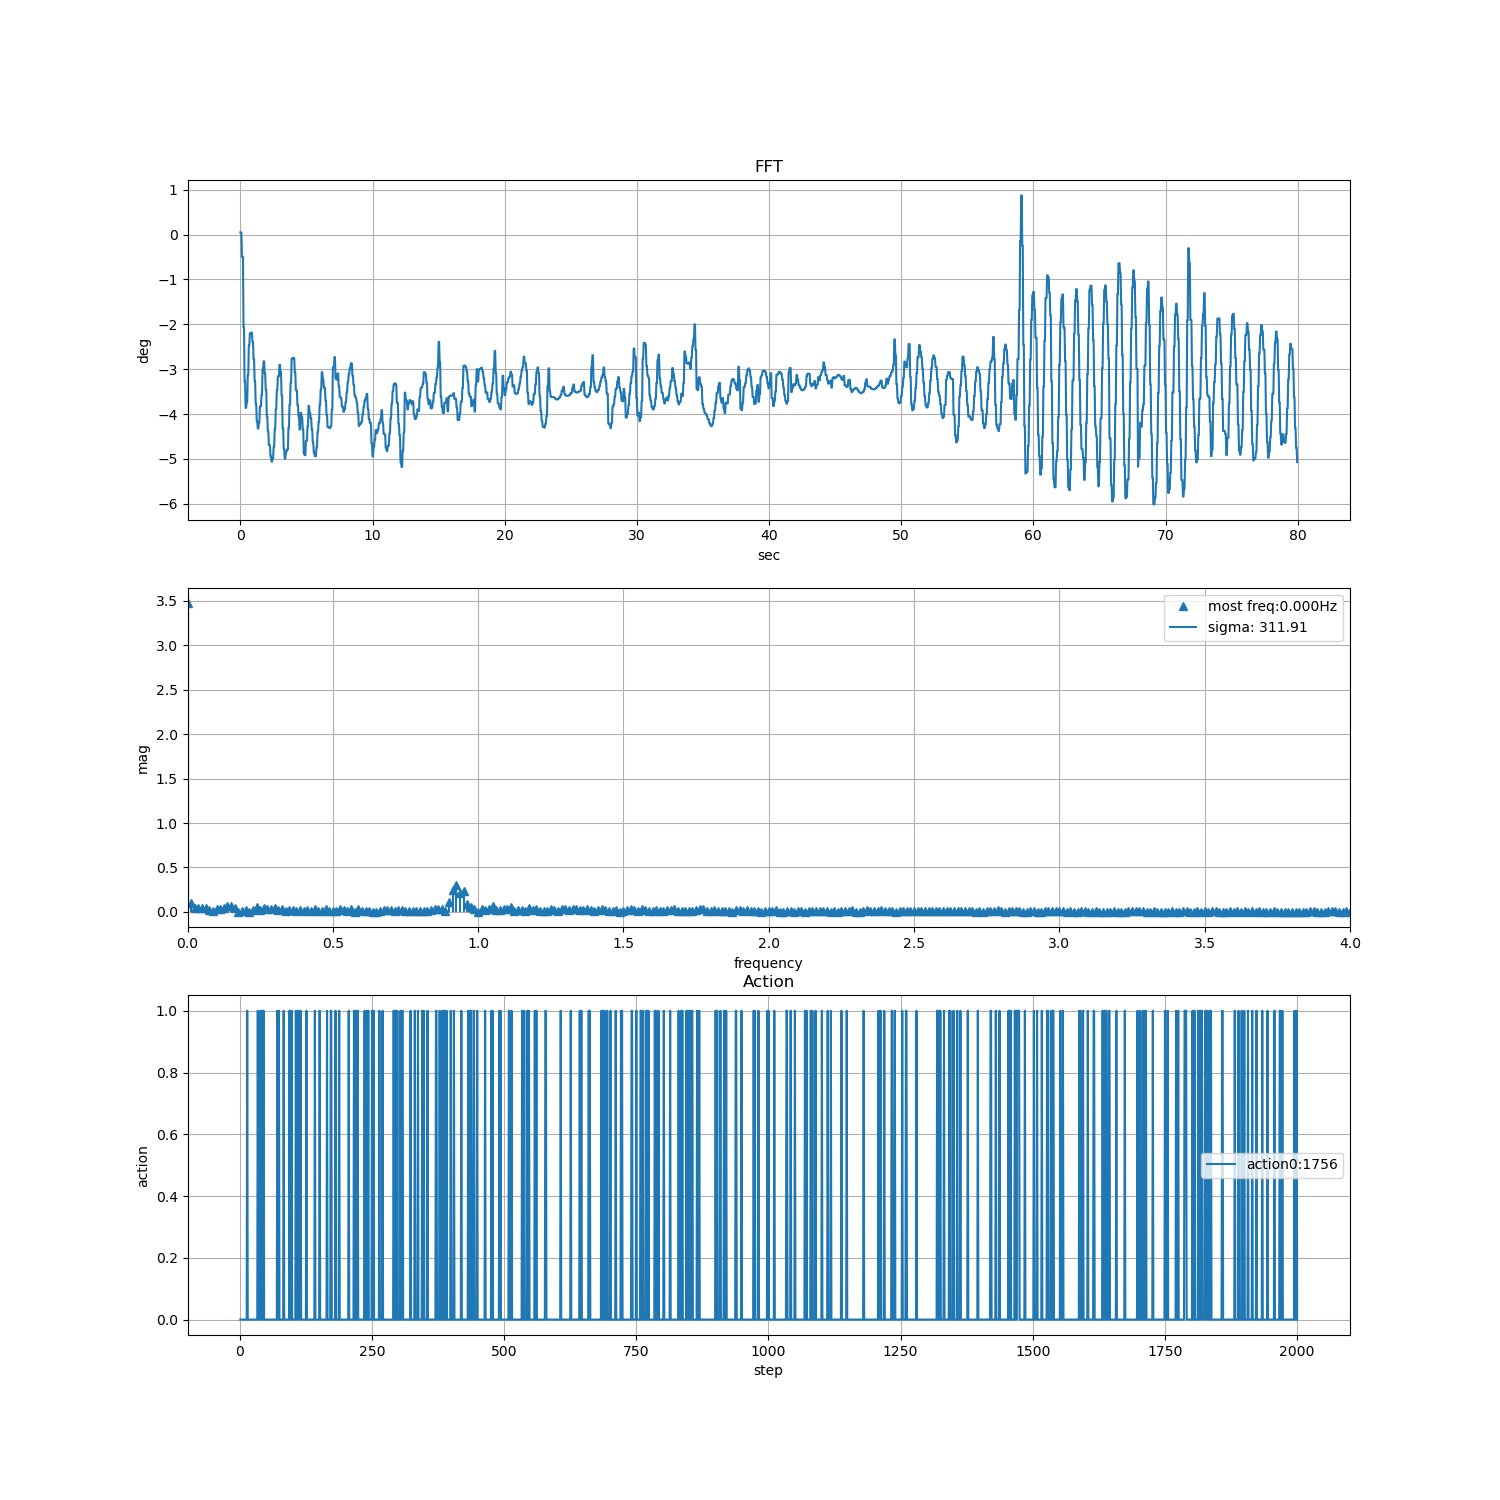 FFT
1
0
−1
−2
−3
−4
−5
−6
deg
0 10 20 30 40 50 60 70 80
sec
3.5
3.0
2.5
2.0
1.5
1.0
0.5
0.0
mag
most freq:0.000Hz
sigma: 311.91
0.0 0.5 1.0 1.5 2.0 2.5 3.0 3.5 4.0
frequency
Action
1.0
0.8
0.6
0.4
0.2
0.0
action
action0:1756
0 250 500 750 1000 1250 1500 1750 2000
step